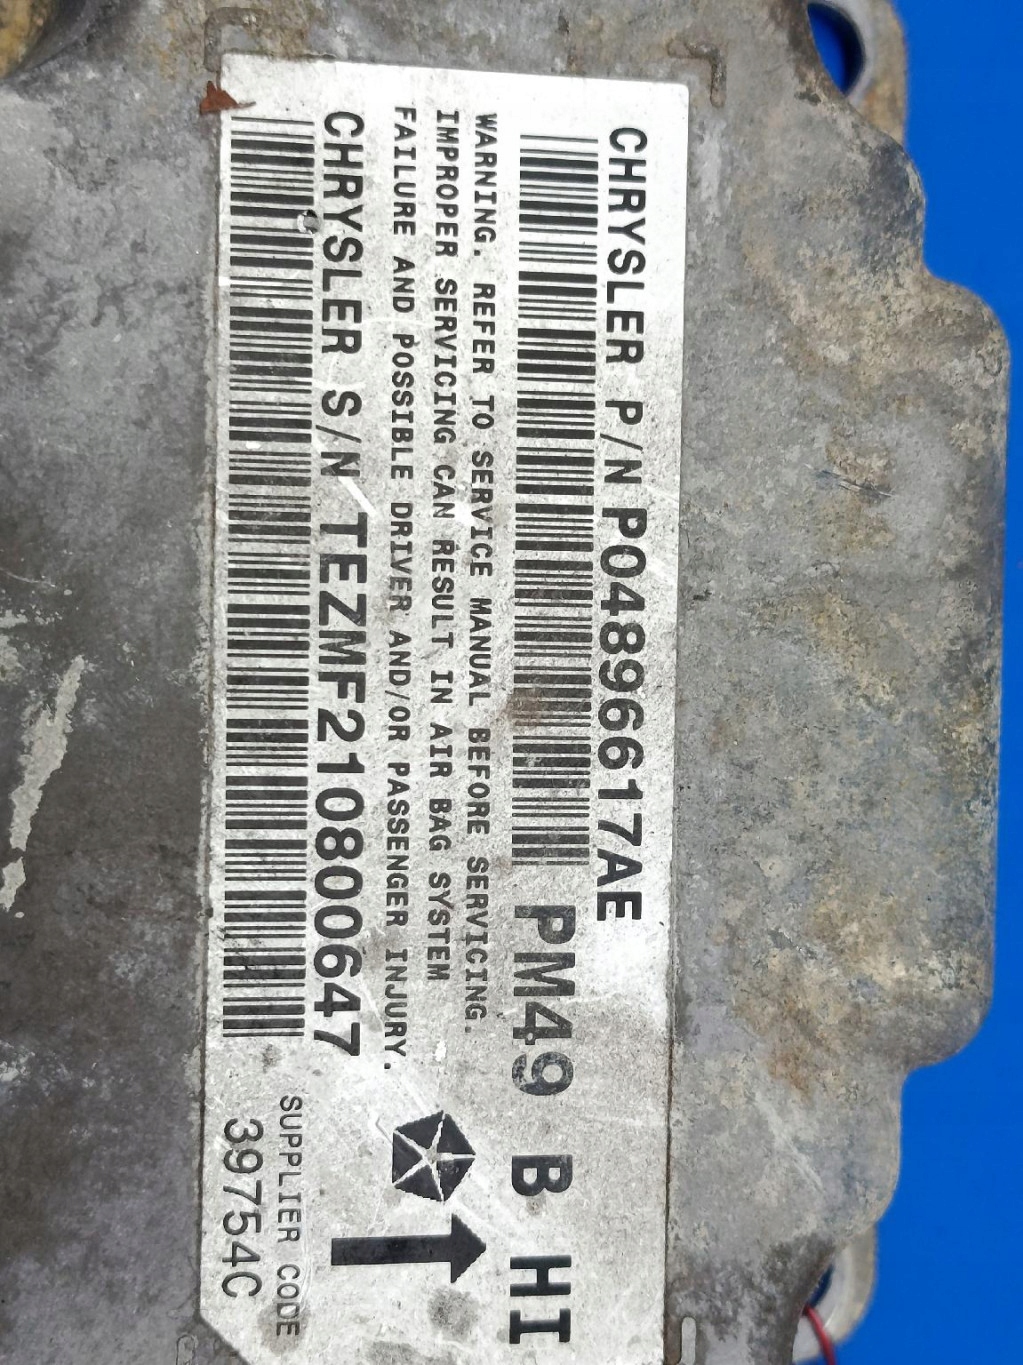 CHRYSLER P/N P04896617AE
PM49 B HI
WARNING. REFER TO SERVICE MANUAL BEFORE SERVICING.
IMPROPER SERVICING CAN RESULT IN AIR BAG SYSTEM
FAILURE AND POSSIBLE DRIVER AND/OR PASSENGER INJURY.
CHRYSLER S/N TEZMF210800647
SUPPLIER CODE
39754C